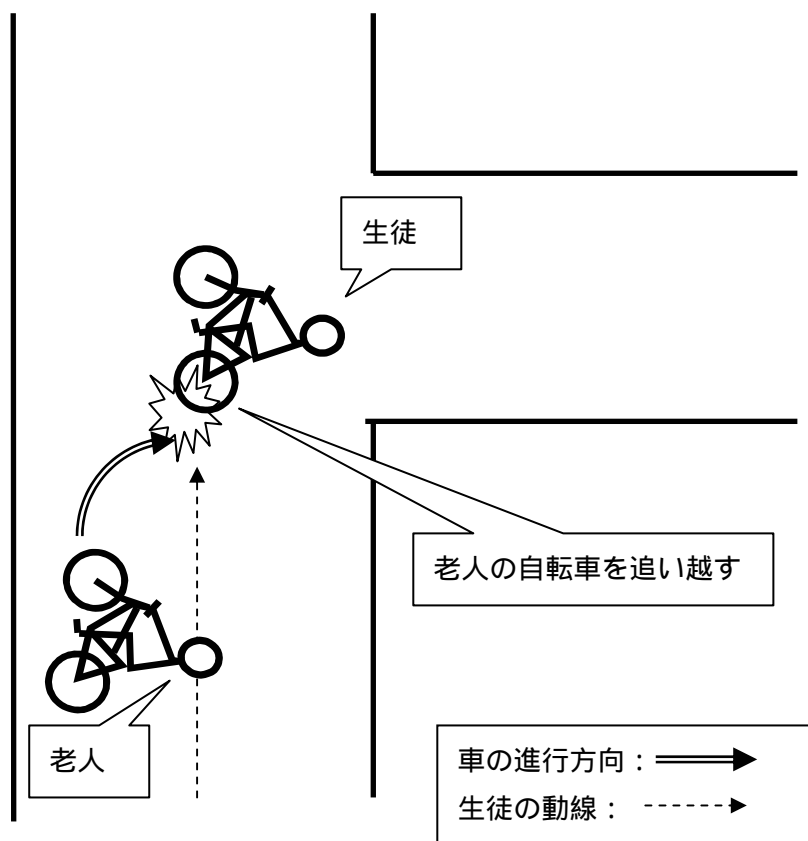 生徒
老人の自転車を追い越す
老人
車の進行方向：
生徒の動線：